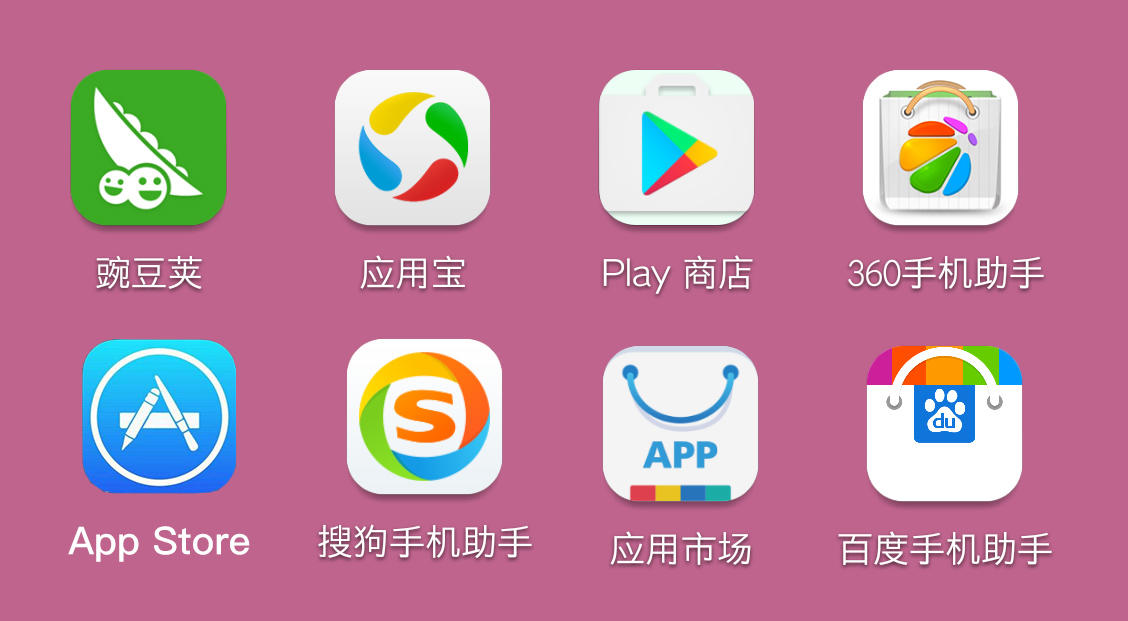 豌豆荚
应用宝
Play 商店
360手机助手
S
APP
du
App Store
搜狗手机助手
应用市场
百度手机助手